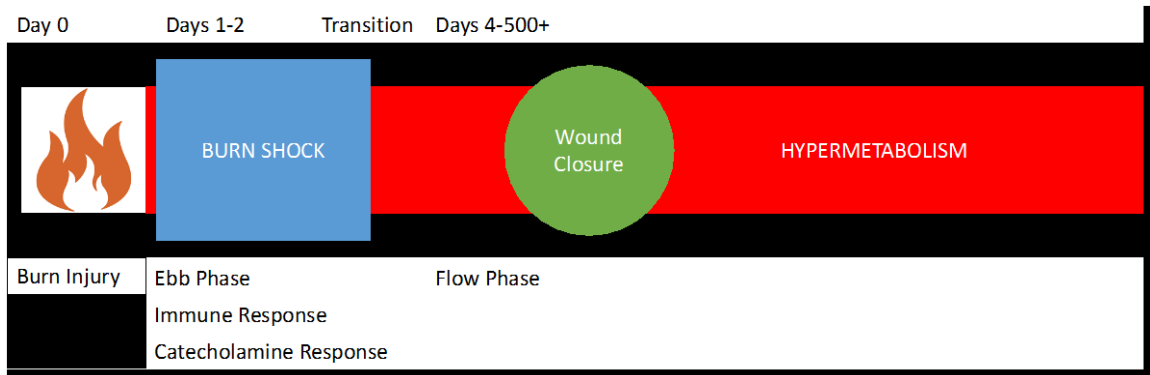 Day 0 Days 1-2 Transition Days 4-500+
BURN SHOCK
Wound
Closure
HYPERMETABOLISM
Burn Injury Ebb Phase Flow Phase
Immune Response
Catecholamine Response